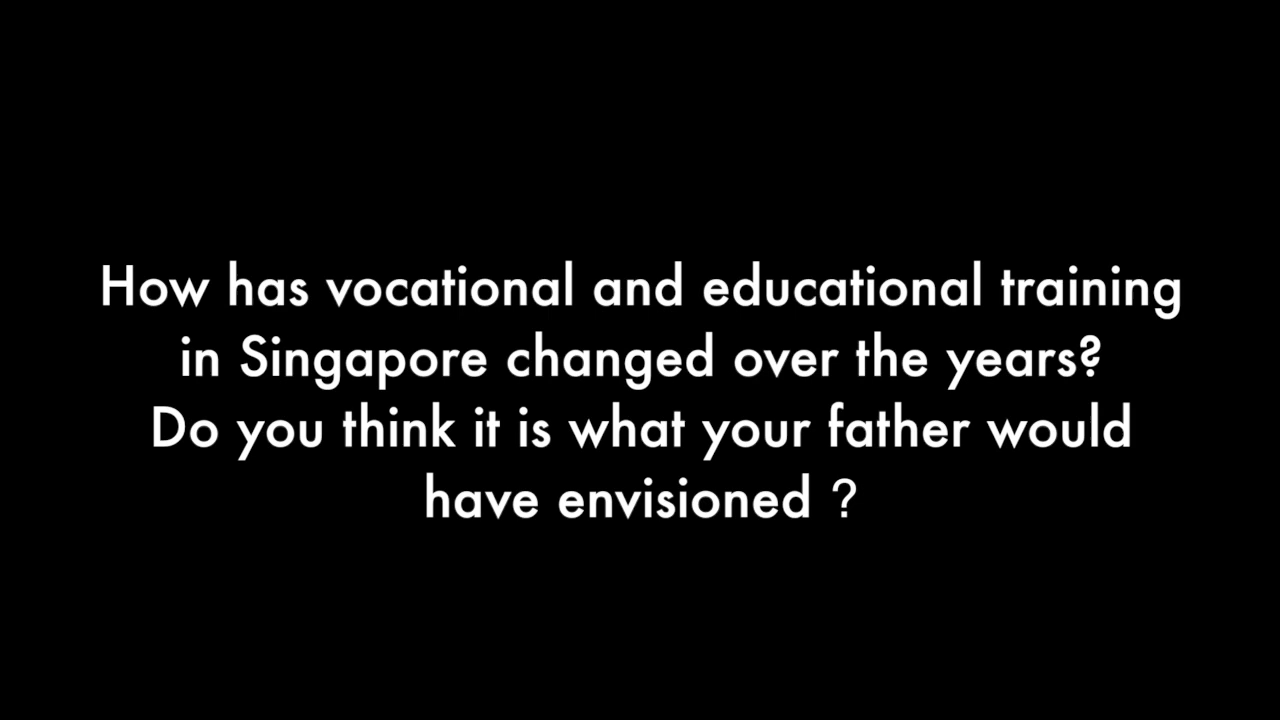 How has vocational and educational training
in Singapore changed over the years?
Do you think it is what your father would
have envisioned ?